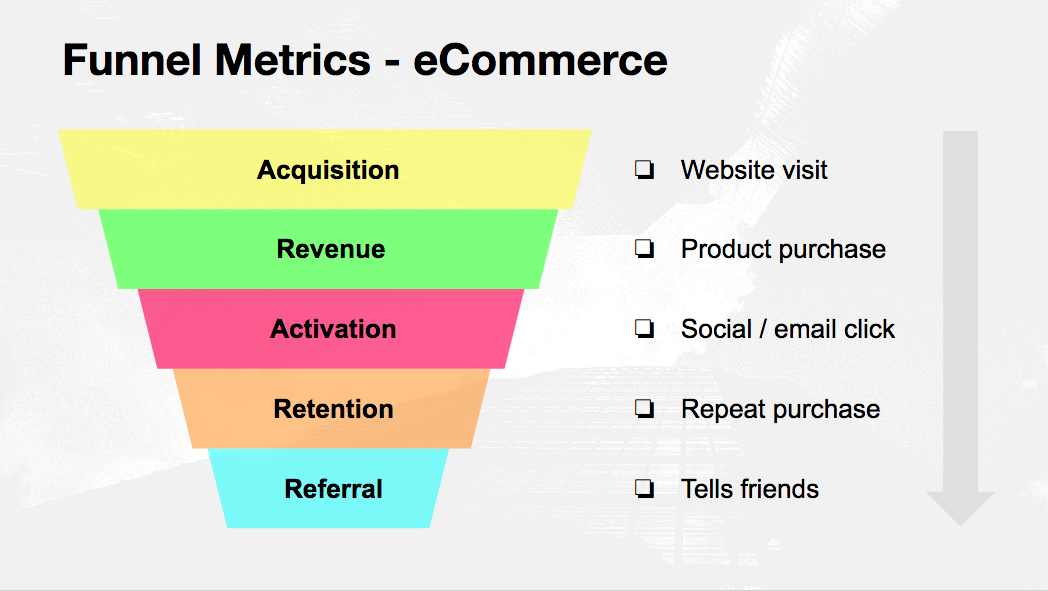 Funnel Metrics - eCommerce
Acquisition
❏ Website visit
Revenue
❏ Product purchase
Activation
❏ Social / email click
Retention
❏ Repeat purchase
Referral
❏ Tells friends